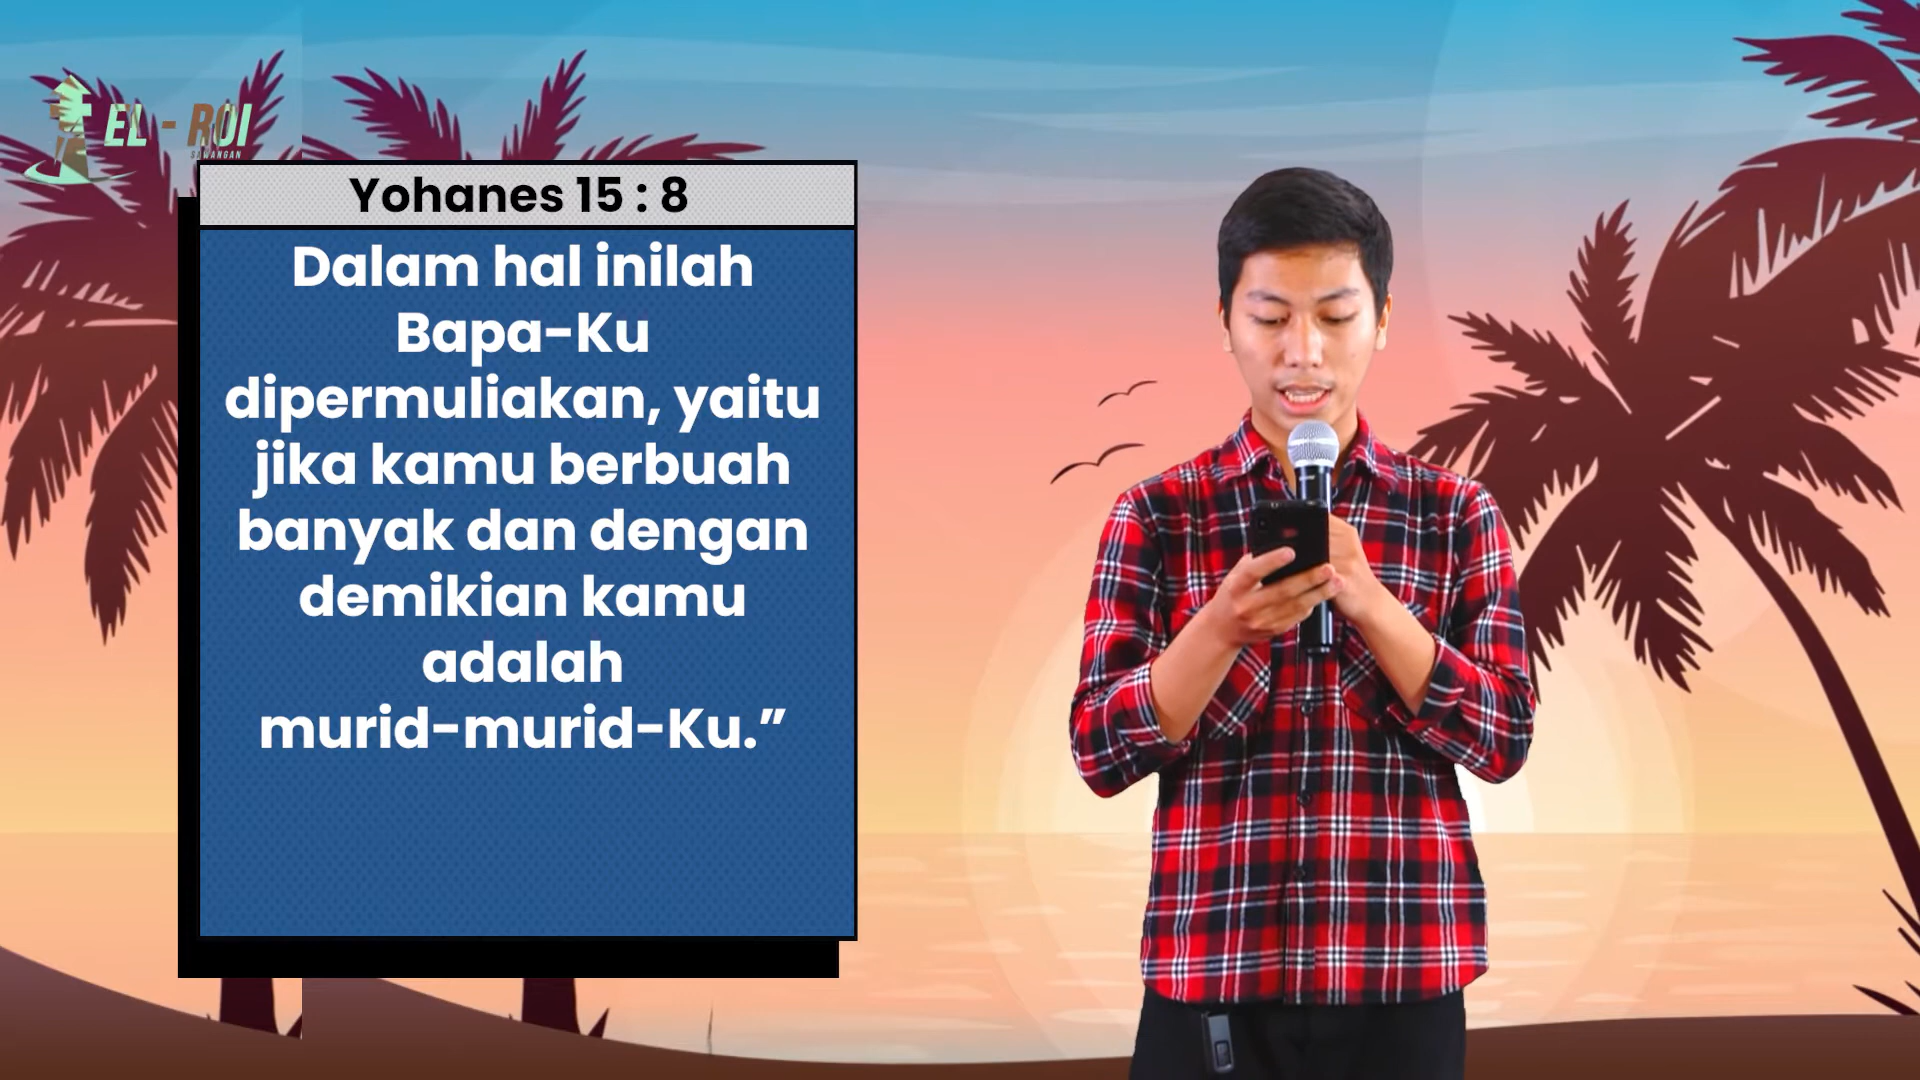 EL - ROI
SAWANGAN
Yohanes 15 : 8
Dalam hal inilah
Bapa-Ku
dipermuliakan, yaitu
jika kamu berbuah
banyak dan dengan
demikian kamu
adalah
murid-murid-Ku.”